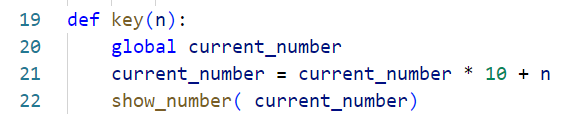 19 def key(n):
20     global current_number
21     current_number = current_number * 10 + n
22     show_number( current_number)